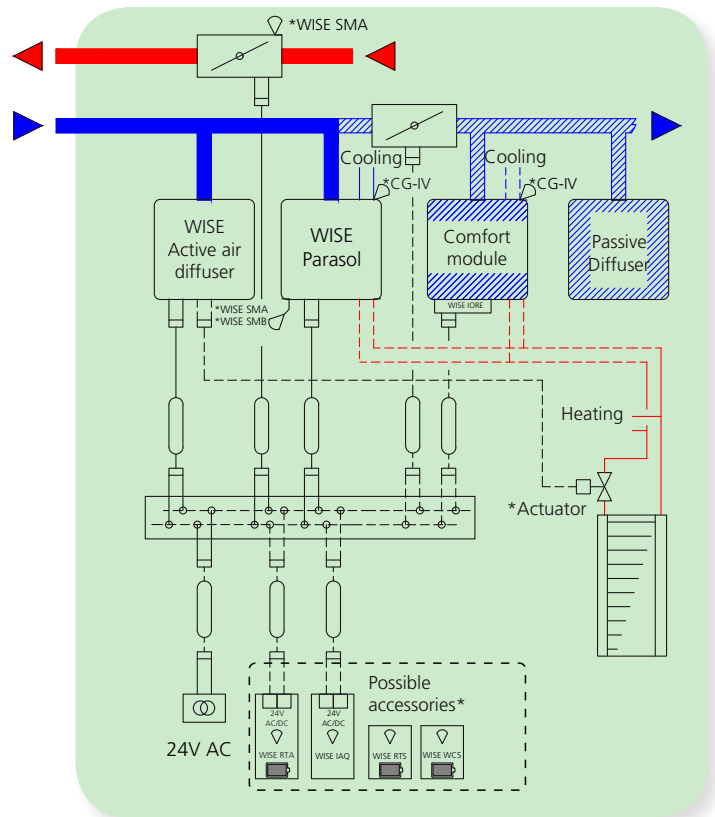 *WISE SMA
Cooling
Cooling
*CG-IV
*CG-IV
WISE
Active air
diffuser
WISE
Parasol
Comfort
module
Passive
Diffuser
*WISE SMA
*WISE SMB
WISE IORE
Heating
*Actuator
Possible
accessories*
24V
AC/DC
24V
AC/DC
24V AC
WISE RTA
WISE IAQ
WISE RTS
WISE WCS